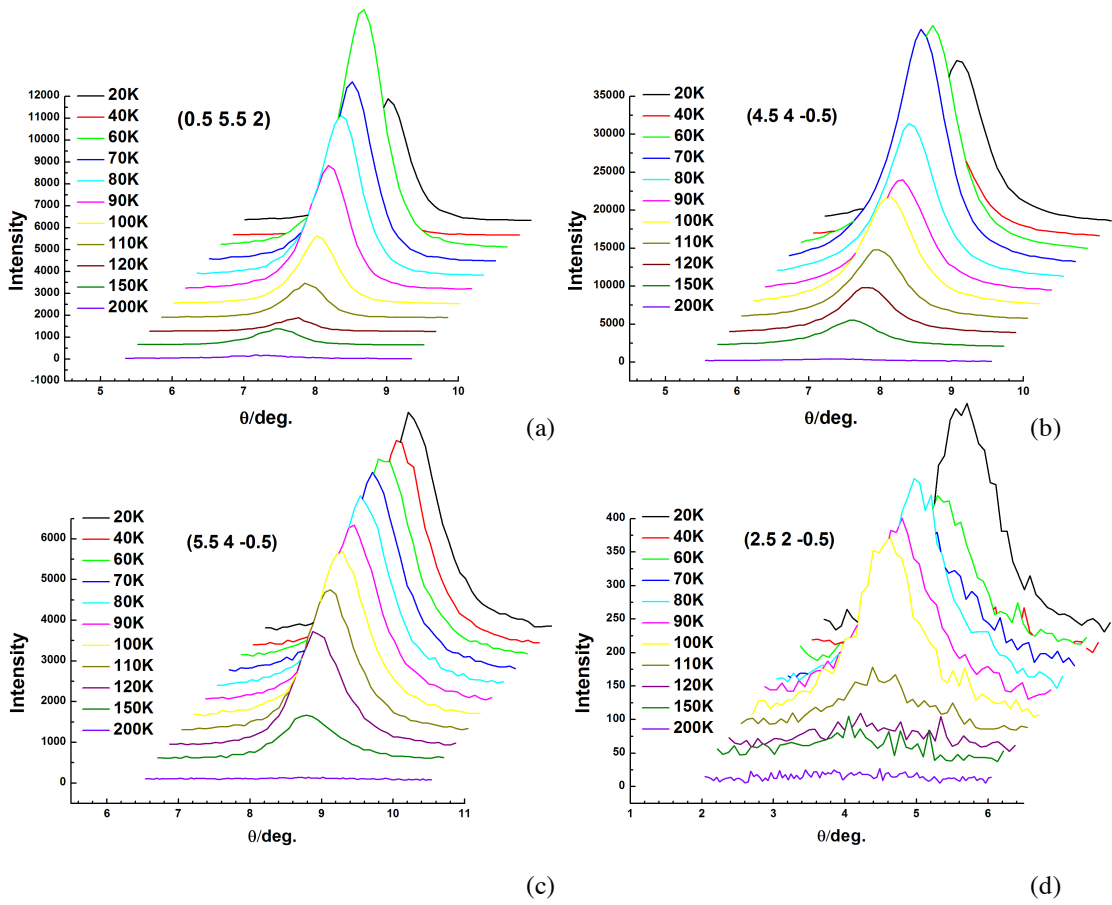 12000
11000
10000
9000
8000
7000
6000
5000
4000
3000
2000
1000
0
-1000
Intensity
20K
40K
60K
70K
80K
90K
100K
110K
120K
150K
200K
(0.5 5.5 2)
5 6 7 8 9 10
θ/deg.
(a)
35000
30000
25000
20000
15000
10000
5000
0
Intensity
20K
40K
60K
70K
80K
90K
100K
110K
120K
150K
200K
(4.5 4 -0.5)
5 6 7 8 9 10
θ/deg.
(b)
6000
5000
4000
3000
2000
1000
0
Intensity
20K
40K
60K
70K
80K
90K
100K
110K
120K
150K
200K
(5.5 4 -0.5)
6 7 8 9 10 11
θ/deg.
(c)
400
350
300
250
200
150
100
50
0
Intensity
20K
40K
60K
70K
80K
90K
100K
110K
120K
150K
200K
(2.5 2 -0.5)
1 2 3 4 5 6
θ/deg.
(d)